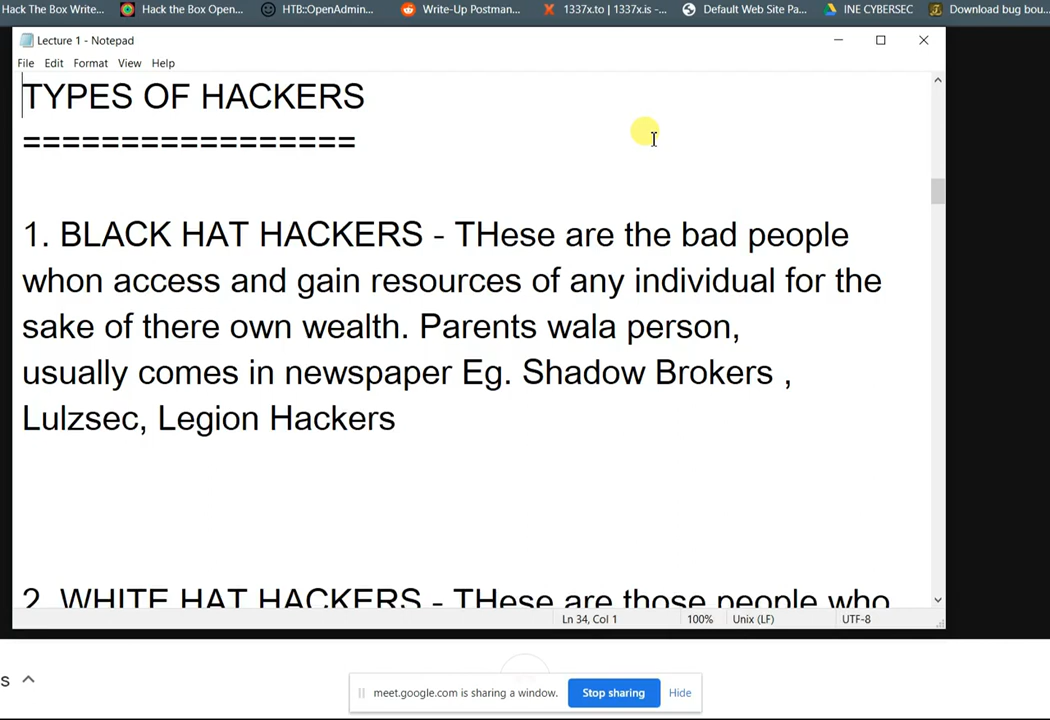 Hack The Box Write... Hack the Box Open... HTB::OpenAdmin... Write-Up Postman... 1337x.to | 1337x.is -... Default Web Site Pa... INE CYBERSEC Download bug bou...
Lecture 1 - Notepad
File Edit Format View Help
TYPES OF HACKERS
=================
1. BLACK HAT HACKERS - THese are the bad people
whon access and gain resources of any individual for the
sake of there own wealth. Parents wala person,
usually comes in newspaper Eg. Shadow Brokers ,
Lulzsec, Legion Hackers
2. WHITE HAT HACKERS - THese are those people who
Ln 34, Col 1 100% Unix (LF) UTF-8
s
meet.google.com is sharing a window. Stop sharing Hide